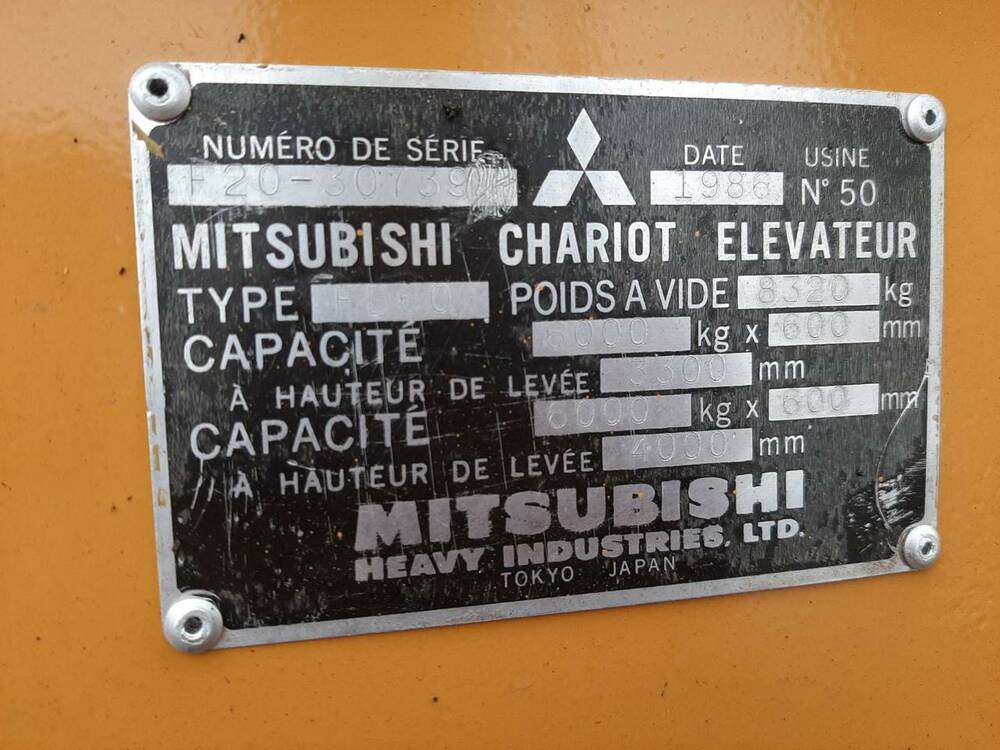 NUMÉRO DE SÉRIE DATE USINE
1986 N° 50
MITSUBISHI CHARIOT ELEVATEUR
TYPE POIDS A VIDE 8320 kg
CAPACITÉ 6000 kg x 600 mm
À HAUTEUR DE LEVÉE 3300 mm
CAPACITÉ 6000 kg x 600 mm
À HAUTEUR DE LEVÉE 4000 mm
MITSUBISHI
HEAVY INDUSTRIES, LTD.
TOKYO JAPAN